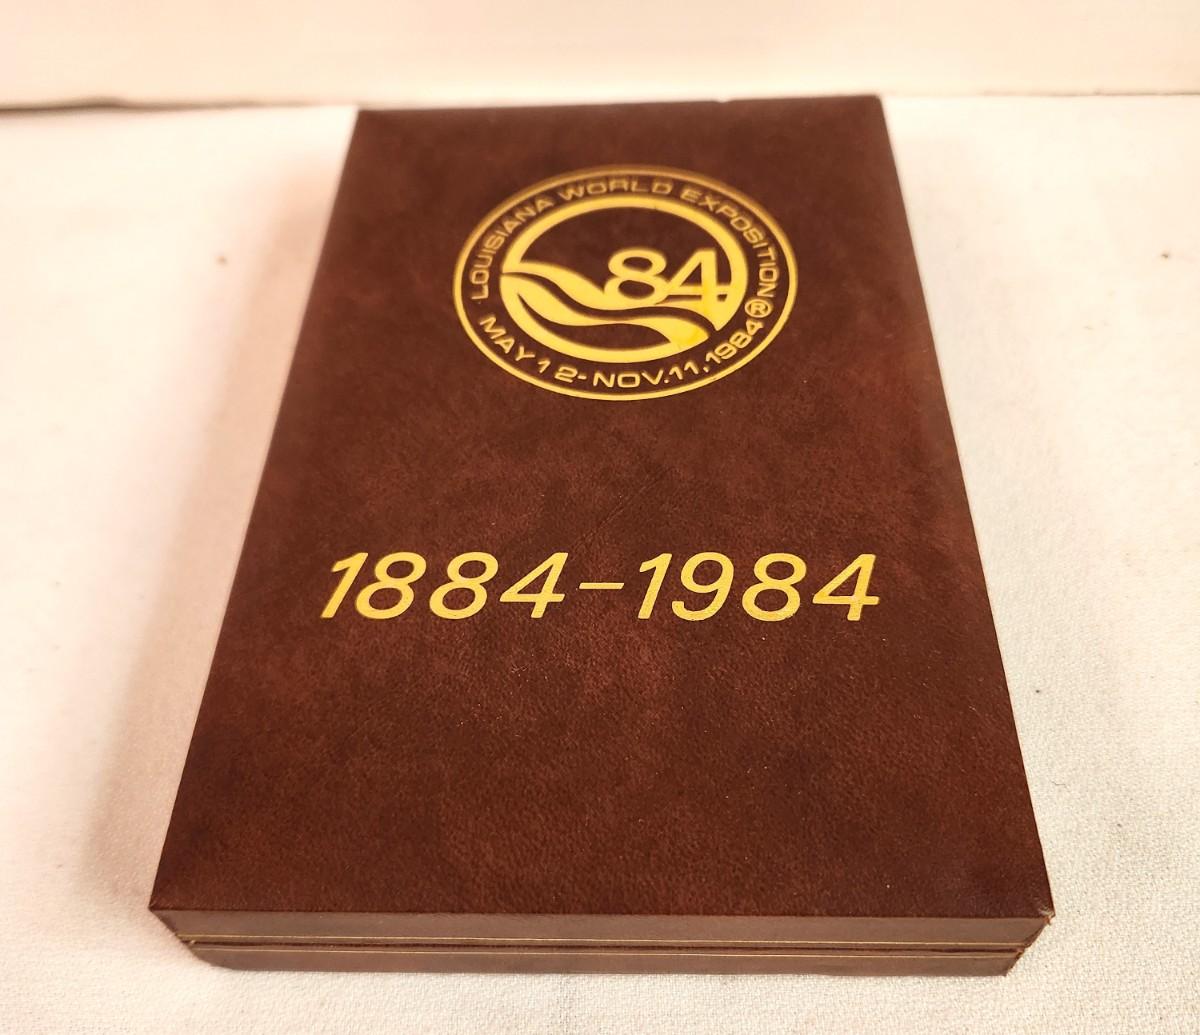 LOUISIANA WORLD EXPOSITION®
84
MAY 12-NOV.11,1984
1884-1984